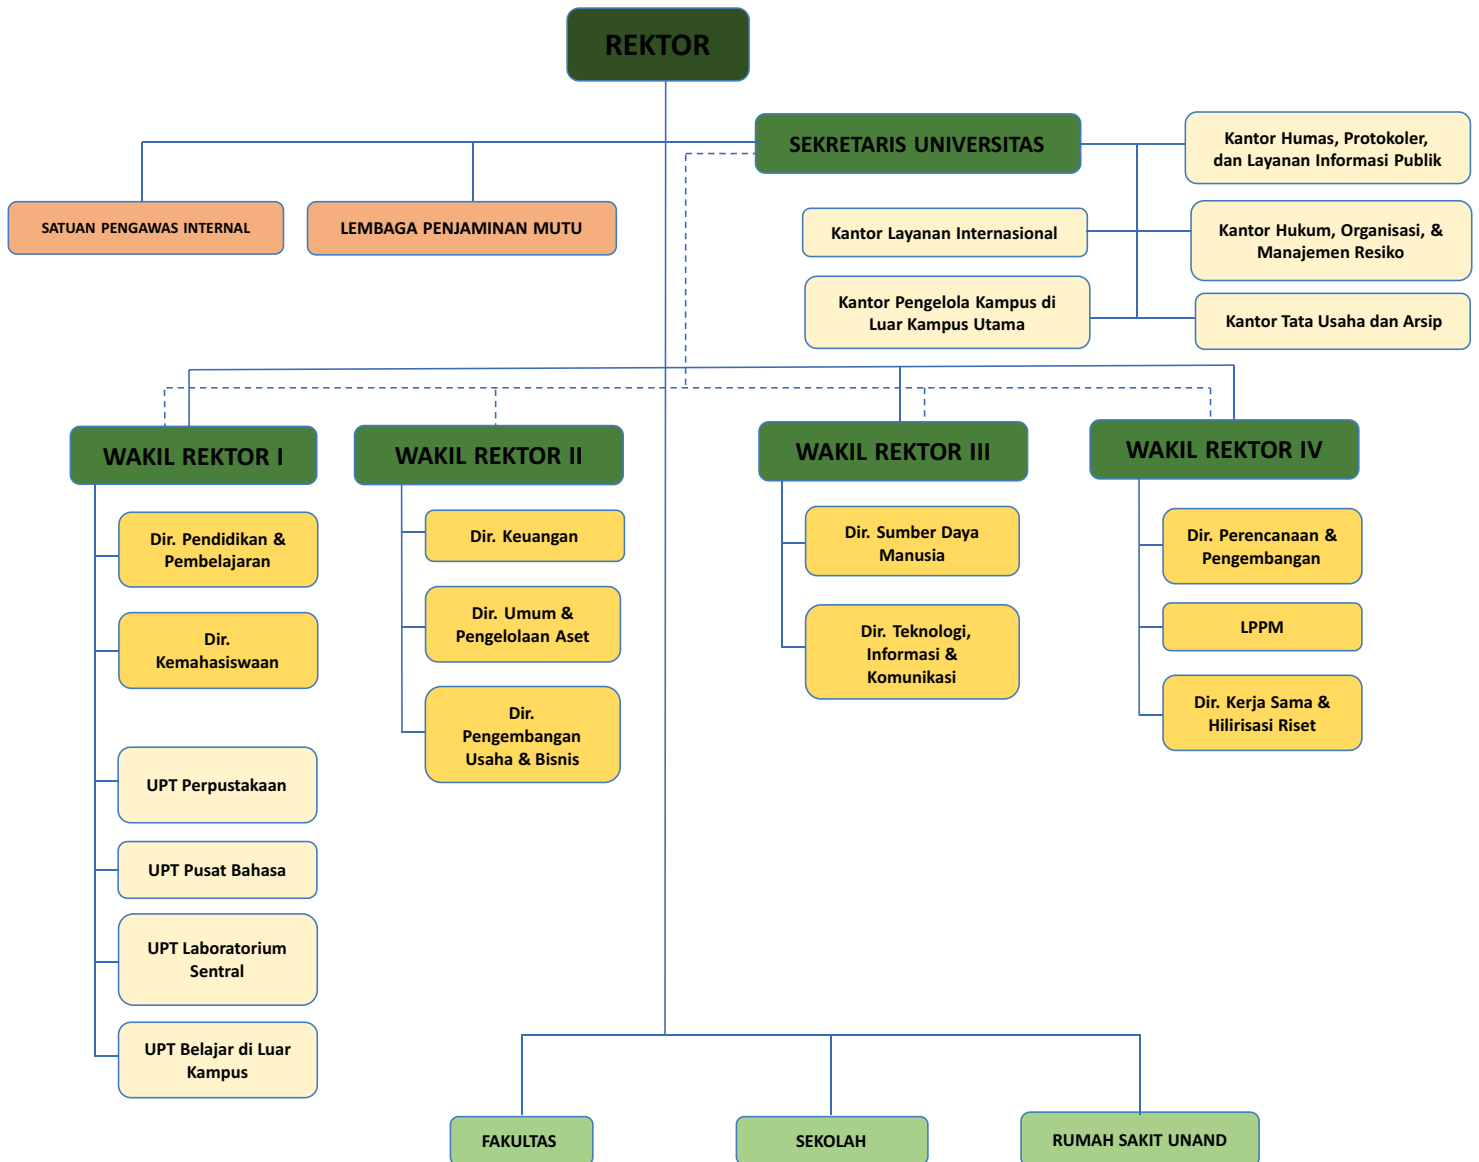 REKTOR
SEKRETARIS UNIVERSITAS
Kantor Humas, Protokoler,
dan Layanan Informasi Publik
SATUAN PENGAWAS INTERNAL
LEMBAGA PENJAMINAN MUTU
Kantor Layanan Internasional
Kantor Hukum, Organisasi, &
Manajemen Resiko
Kantor Pengelola Kampus di
Luar Kampus Utama
Kantor Tata Usaha dan Arsip
WAKIL REKTOR I
WAKIL REKTOR II
WAKIL REKTOR III
WAKIL REKTOR IV
Dir. Pendidikan &
Pembelajaran
Dir.
Kemahasiswaan
UPT Perpustakaan
UPT Pusat Bahasa
UPT Laboratorium
Sentral
UPT Belajar di Luar
Kampus
Dir. Keuangan
Dir. Umum &
Pengelolaan Aset
Dir.
Pengembangan
Usaha & Bisnis
Dir. Sumber Daya
Manusia
Dir. Teknologi,
Informasi &
Komunikasi
Dir. Perencanaan &
Pengembangan
LPPM
Dir. Kerja Sama &
Hilirisasi Riset
FAKULTAS
SEKOLAH
RUMAH SAKIT UNAND